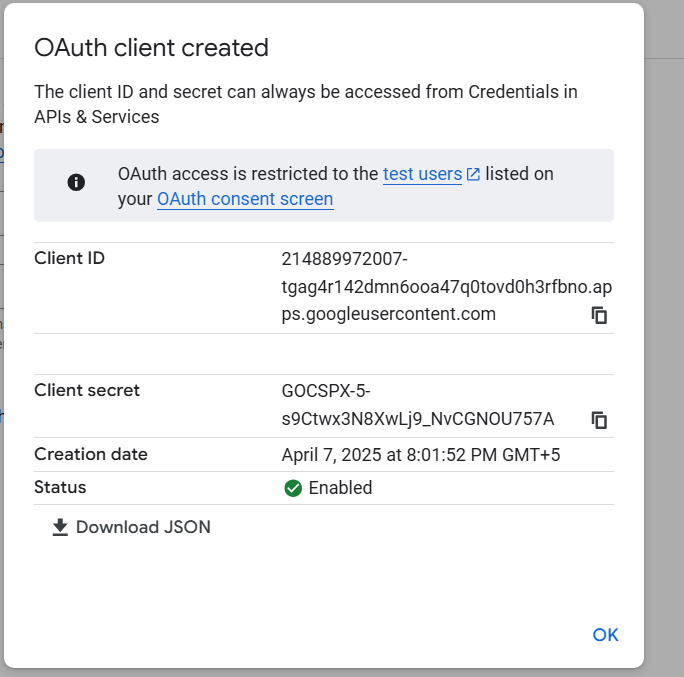 OAuth client created
The client ID and secret can always be accessed from Credentials in
APIs & Services
OAuth access is restricted to the test users listed on
your OAuth consent screen
Client ID
214889972007-
tgag4r142dmn6ooa47q0tovd0h3rfbno.ap
ps.googleusercontent.com
Client secret
GOCSPX-5-
s9Ctwx3N8XwLj9_NvCGNOU757A
Creation date
April 7, 2025 at 8:01:52 PM GMT+5
Status
Enabled
Download JSON
OK